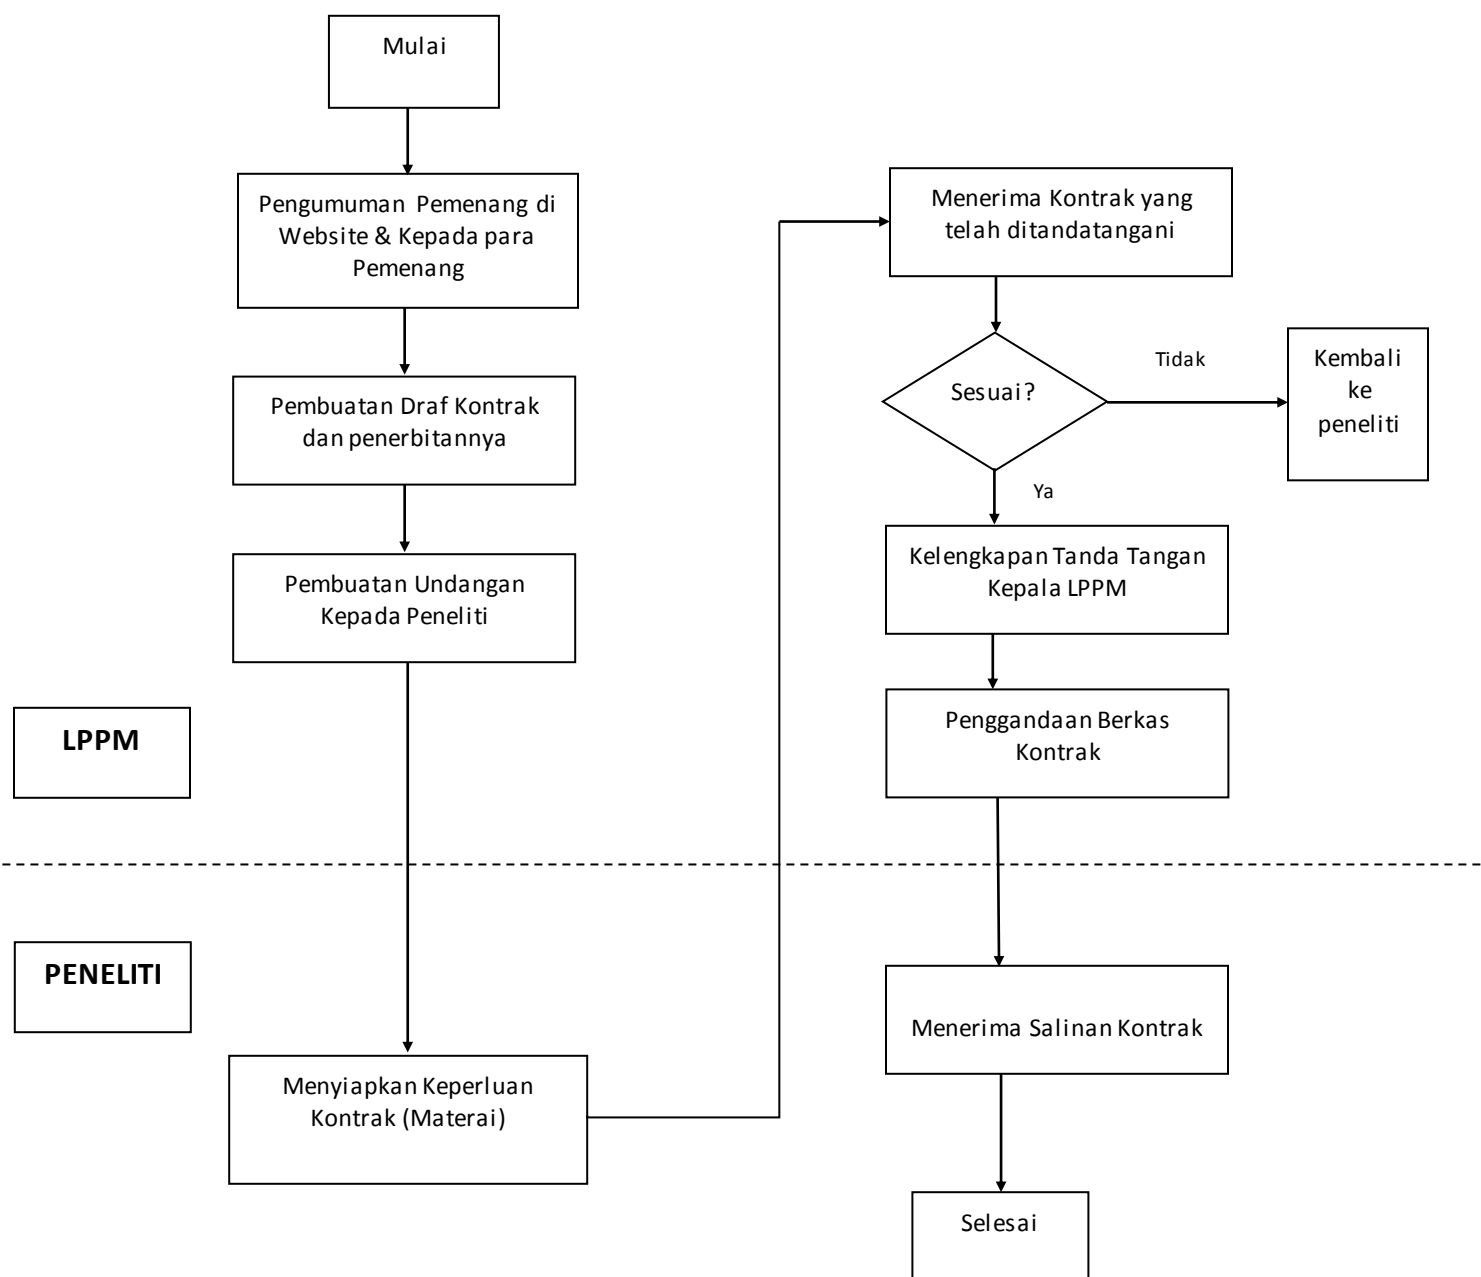 Mulai
Pengumuman Pemenang di
Website & Kepada para
Pemenang
Pembuatan Draf Kontrak
dan penerbitannya
Pembuatan Undangan
Kepada Peneliti
LPPM
PENELITI
Menyiapkan Keperluan
Kontrak (Materai)
Menerima Kontrak yang
telah ditandatangani
Sesuai?
Tidak
Kembali
ke
peneliti
Ya
Kelengkapan Tanda Tangan
Kepala LPPM
Penggandaan Berkas
Kontrak
Menerima Salinan Kontrak
Selesai